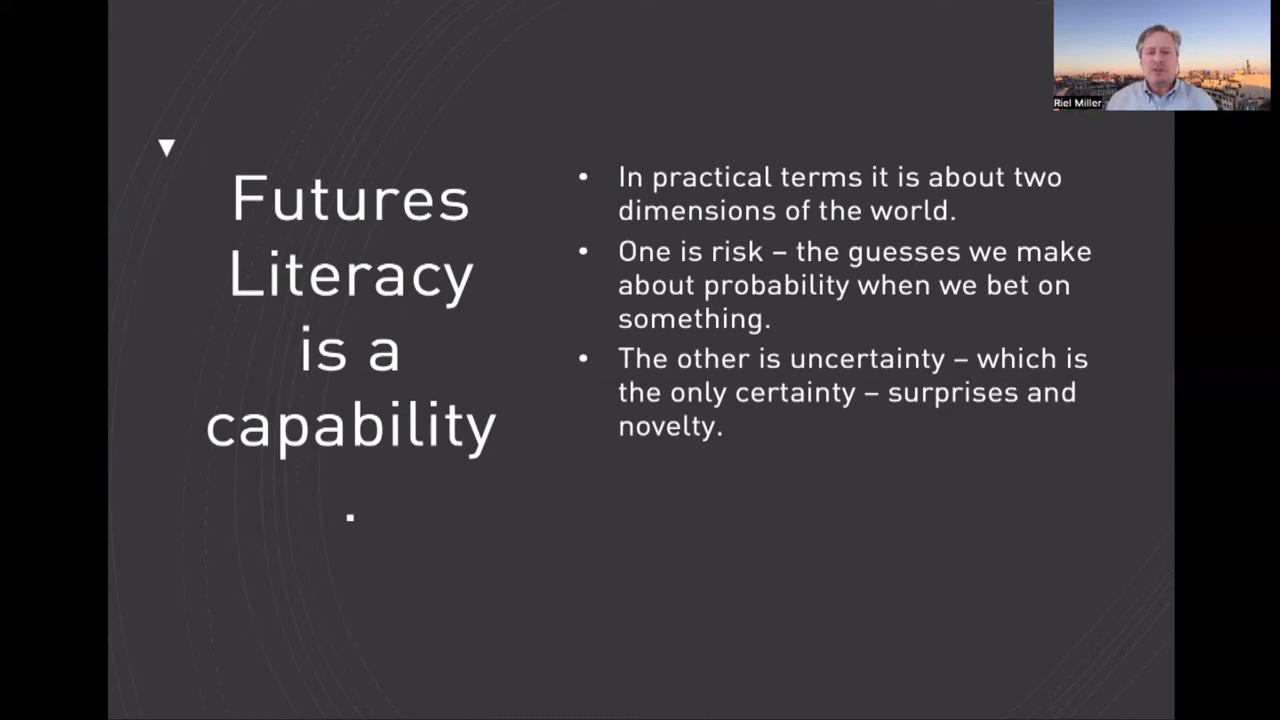 Riel Miller
Futures
Literacy
is a
capability
.
• In practical terms it is about two
dimensions of the world.
• One is risk – the guesses we make
about probability when we bet on
something.
• The other is uncertainty – which is
the only certainty – surprises and
novelty.